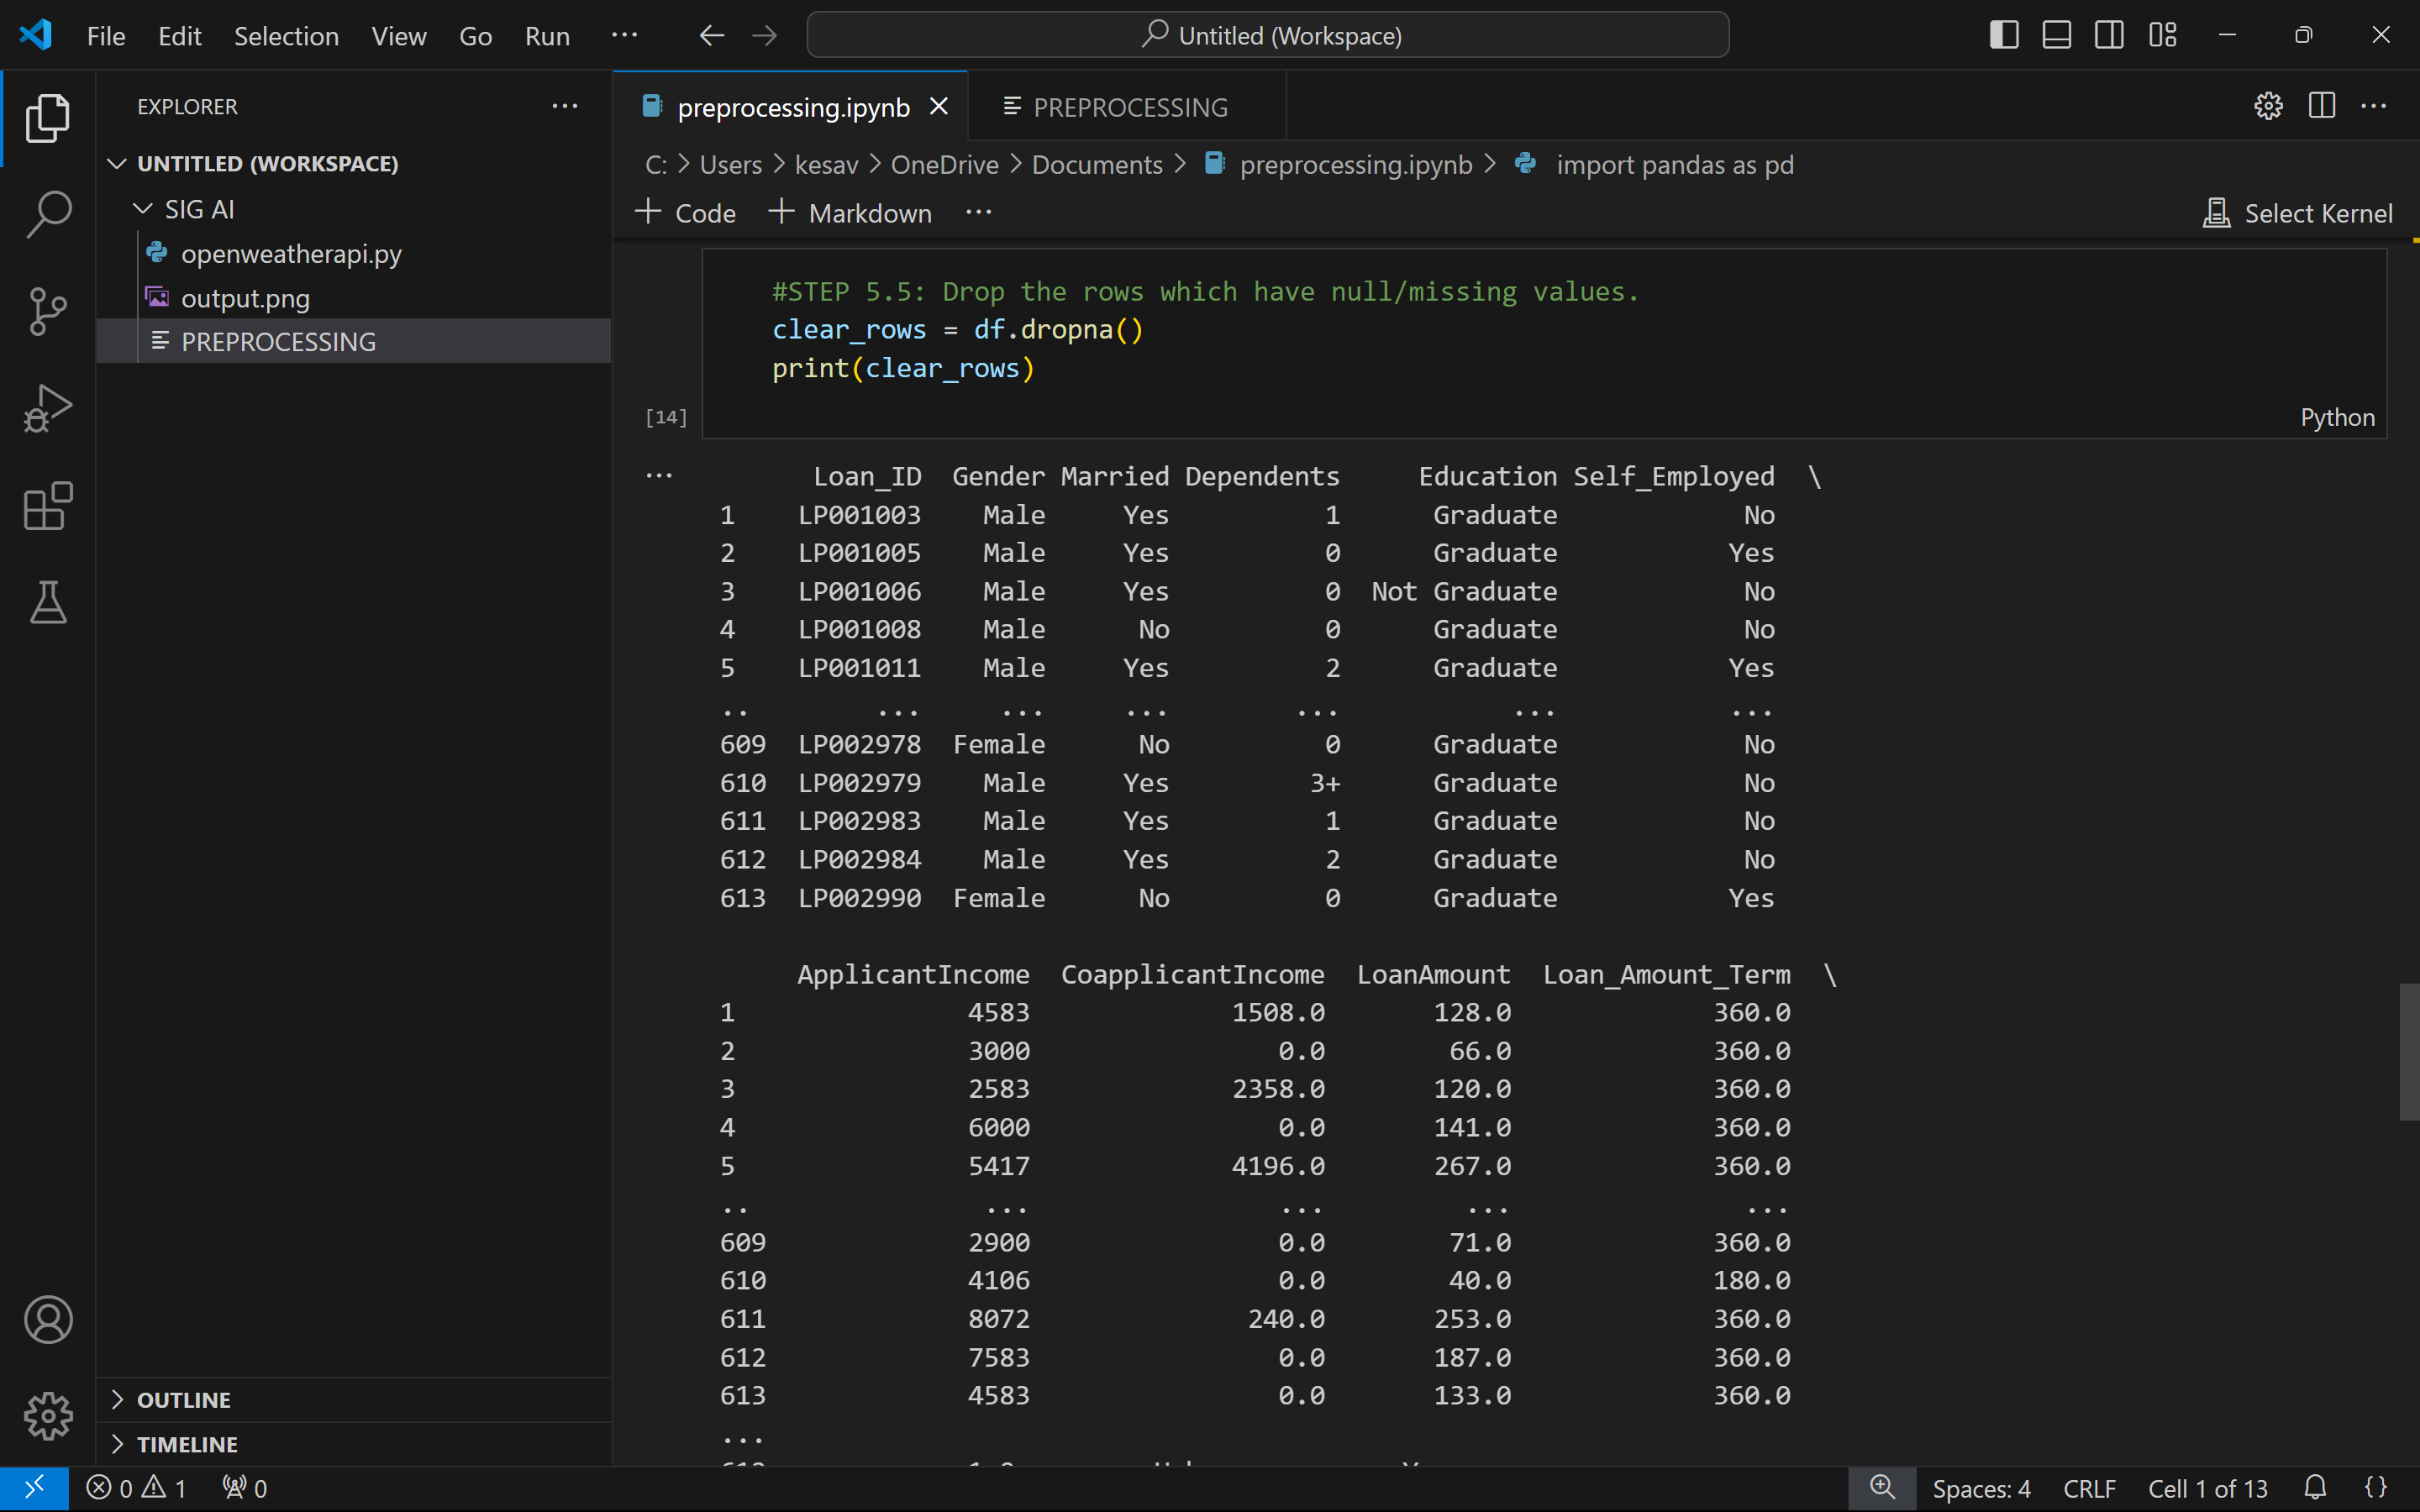 File Edit Selection View Go Run ··· Untitled (Workspace)
EXPLORER ···
UNTITLED (WORKSPACE)
SIG AI
openweatherapi.py
output.png
PREPROCESSING
OUTLINE
TIMELINE
preprocessing.ipynb PREPROCESSING ···
C: > Users > kesav > OneDrive > Documents > preprocessing.ipynb > import pandas as pd
+ Code + Markdown ··· Select Kernel
#STEP 5.5: Drop the rows which have null/missing values.
clear_rows = df.dropna()
print(clear_rows)
[14] Python
··· Loan_ID Gender Married Dependents Education Self_Employed \
1 LP001003 Male Yes 1 Graduate No
2 LP001005 Male Yes 0 Graduate Yes
3 LP001006 Male Yes 0 Not Graduate No
4 LP001008 Male No 0 Graduate No
5 LP001011 Male Yes 2 Graduate Yes
.. ... ... ... ... ... ...
609 LP002978 Female No 0 Graduate No
610 LP002979 Male Yes 3+ Graduate No
611 LP002983 Male Yes 1 Graduate No
612 LP002984 Male Yes 2 Graduate No
613 LP002990 Female No 0 Graduate Yes
ApplicantIncome CoapplicantIncome LoanAmount Loan_Amount_Term \
1 4583 1508.0 128.0 360.0
2 3000 0.0 66.0 360.0
3 2583 2358.0 120.0 360.0
4 6000 0.0 141.0 360.0
5 5417 4196.0 267.0 360.0
.. ... ... ... ...
609 2900 0.0 71.0 360.0
610 4106 0.0 40.0 180.0
611 8072 240.0 253.0 360.0
612 7583 0.0 187.0 360.0
613 4583 0.0 133.0 360.0
...
0 1 0 Spaces: 4 CRLF Cell 1 of 13 {}